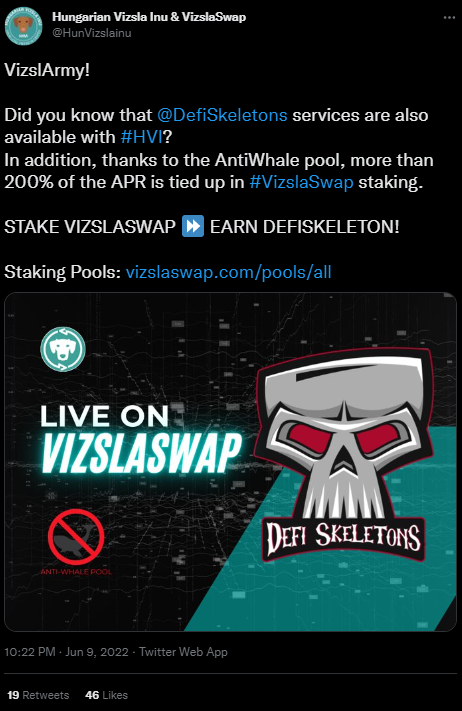 Hungarian Vizsla Inu & VizslaSwap
@HunVizslainu
VizslArmy!
Did you know that @DefiSkeletons services are also
available with #HVI?
In addition, thanks to the AntiWhale pool, more than
200% of the APR is tied up in #VizslaSwap staking.
STAKE VIZSLASWAP ⏩ EARN DEFISKELETON!
Staking Pools: vizslaswap.com/pools/all
LIVE ON
VIZSLASWAP
DEFI SKELETONS
ANTI-WHALE POOL
10:22 PM · Jun 9, 2022 · Twitter Web App
19 Retweets 46 Likes